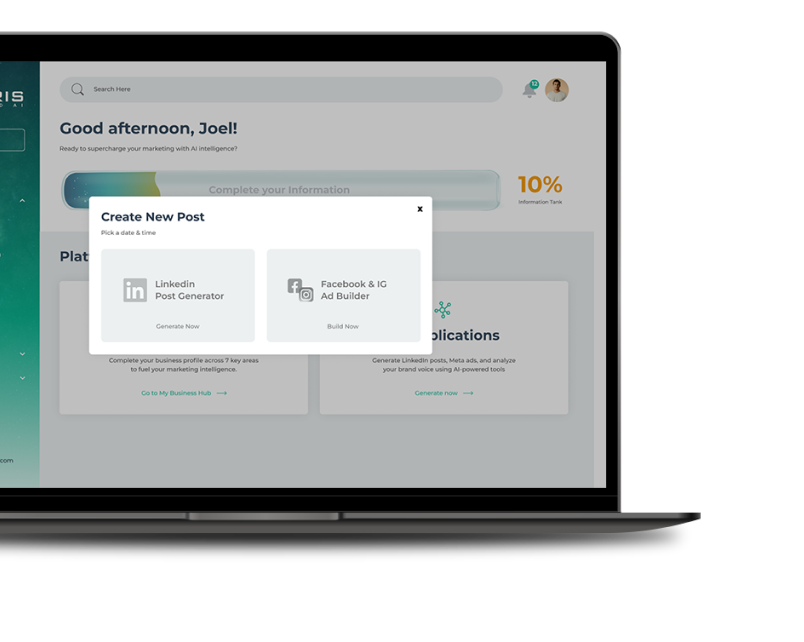 RIS
AI
Search Here
12
Good afternoon, Joel!
Ready to supercharge your marketing with AI intelligence?
Complete your Information
10%
Information Tank
Create New Post
x
Pick a date & time
Plat
Linkedin
Post Generator
Generate Now
Facebook & IG
Ad Builder
Build Now
plications
Complete your business profile across 7 key areas
to fuel your marketing intelligence.
Go to My Business Hub
Generate LinkedIn posts, Meta ads, and analyze
your brand voice using AI-powered tools
Generate now
.com